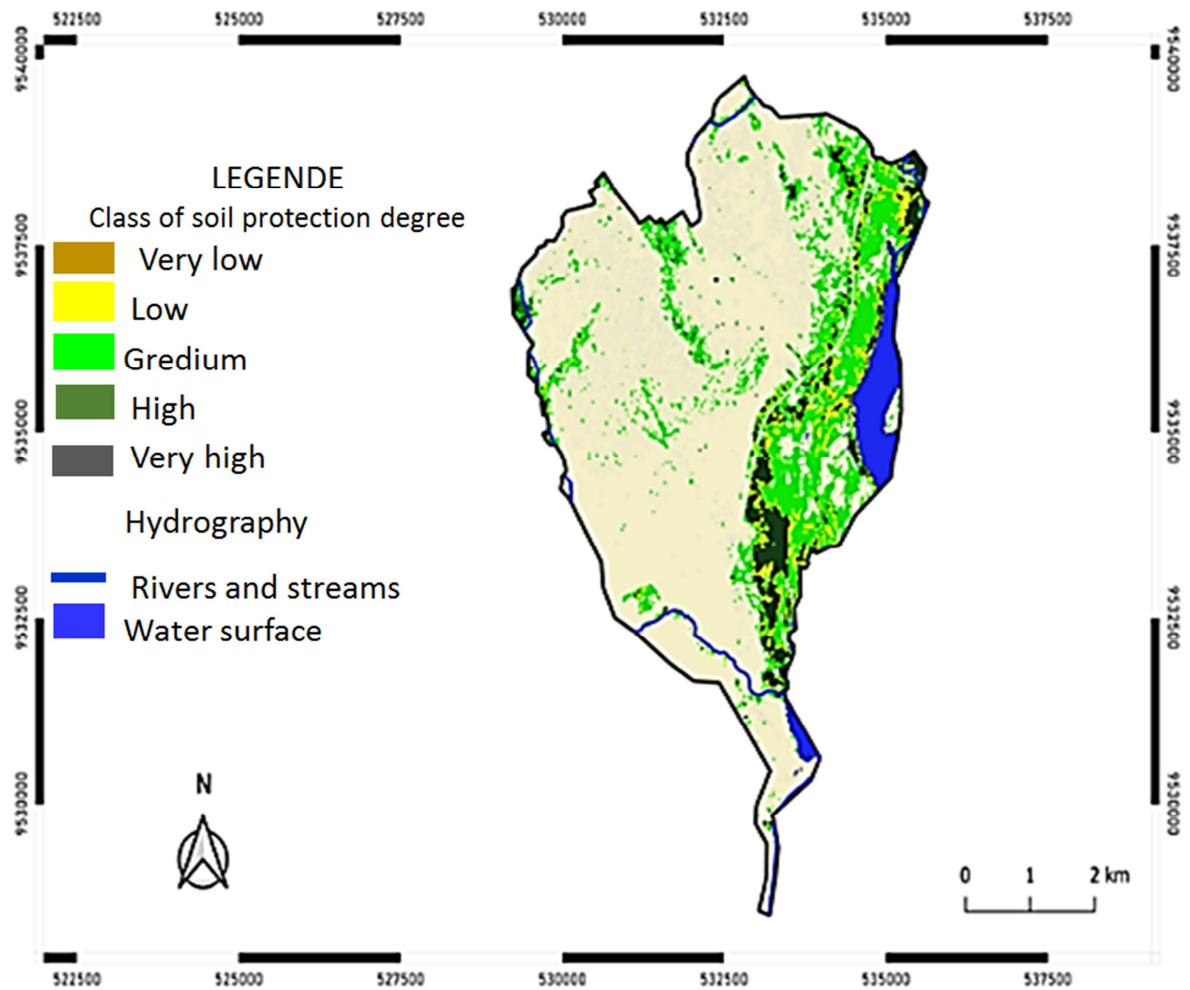 522500 525000 527500 530000 532500 535000 537500
9540000 9540000
LEGENDE
Class of soil protection degree
Very low
Low
Gredium
High
Very high
Hydrography
Rivers and streams
Water surface
9537500 9537500
9535000 9535000
9532500 9532500
9530000 9530000
N
0 1 2 km
522500 525000 527500 530000 532500 535000 537500